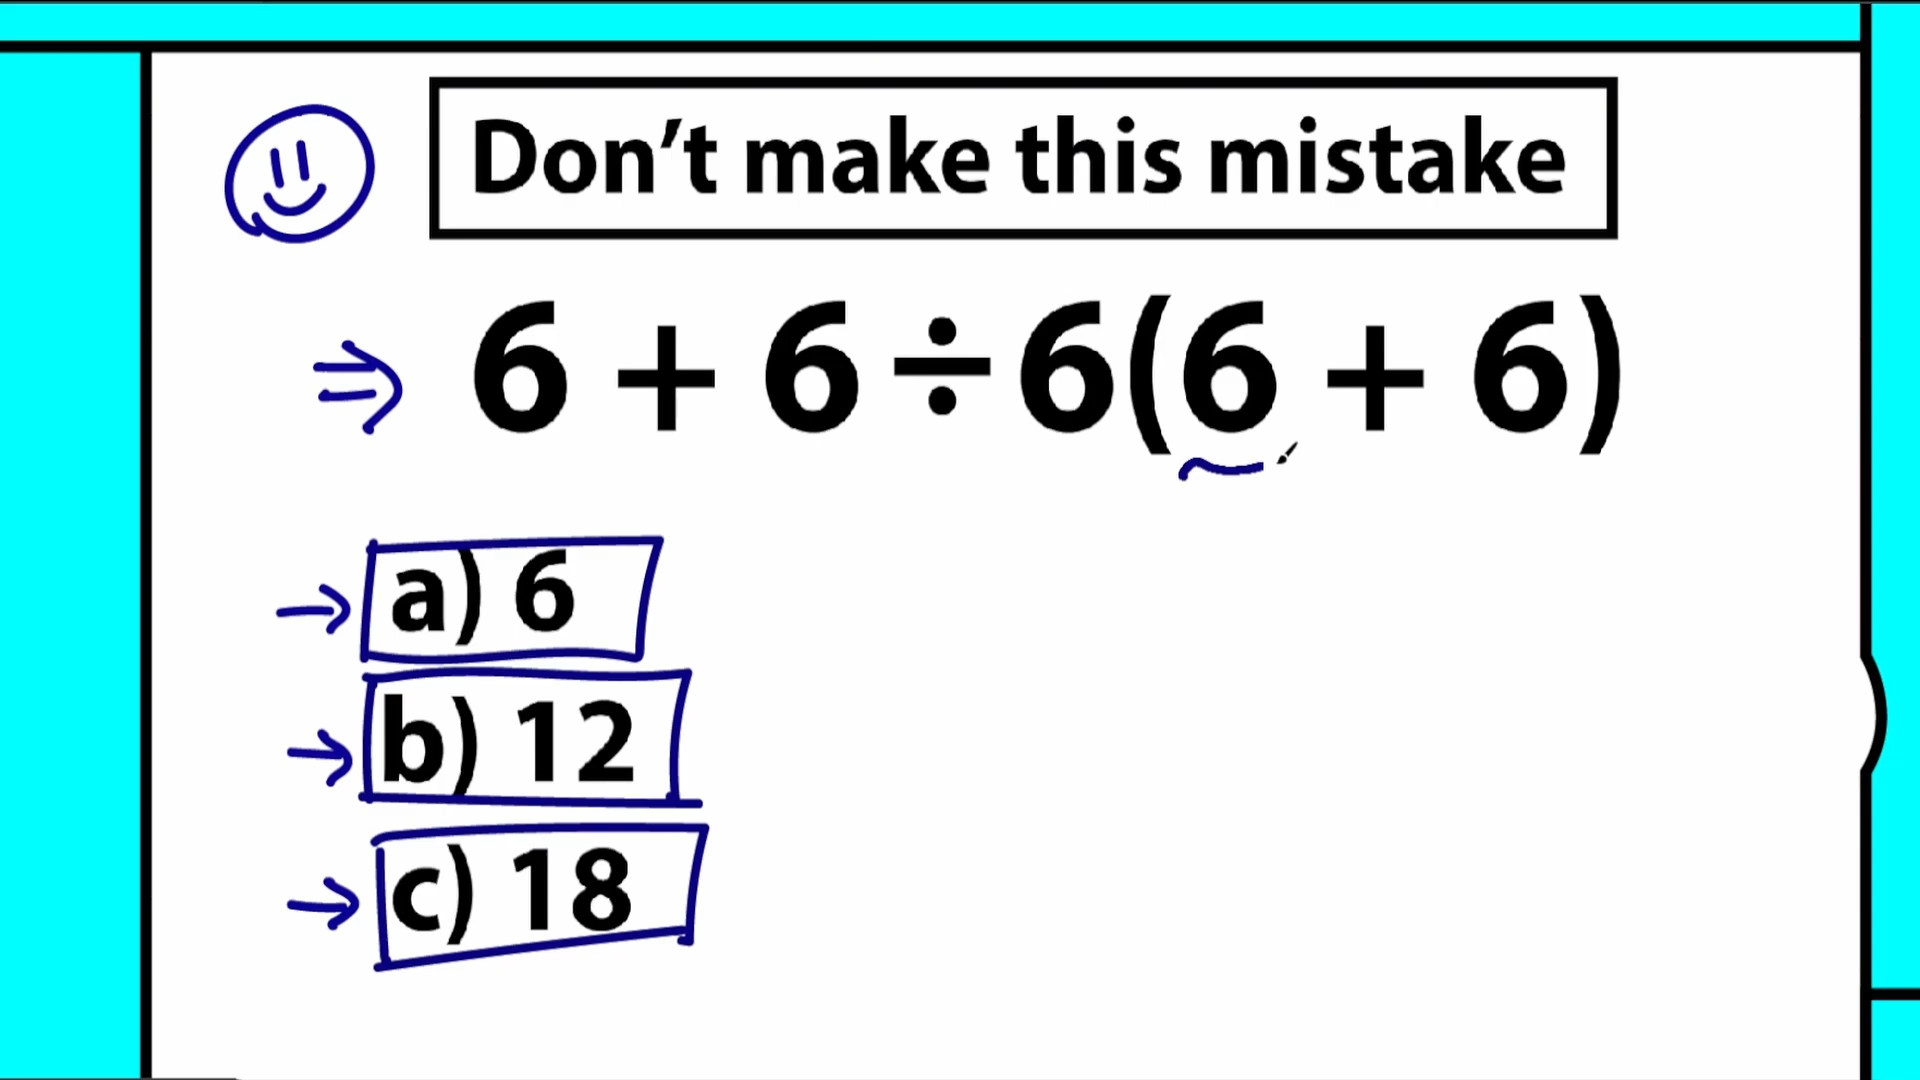 Don’t make this mistake
6 + 6 ÷ 6(6 + 6)
a) 6
b) 12
c) 18